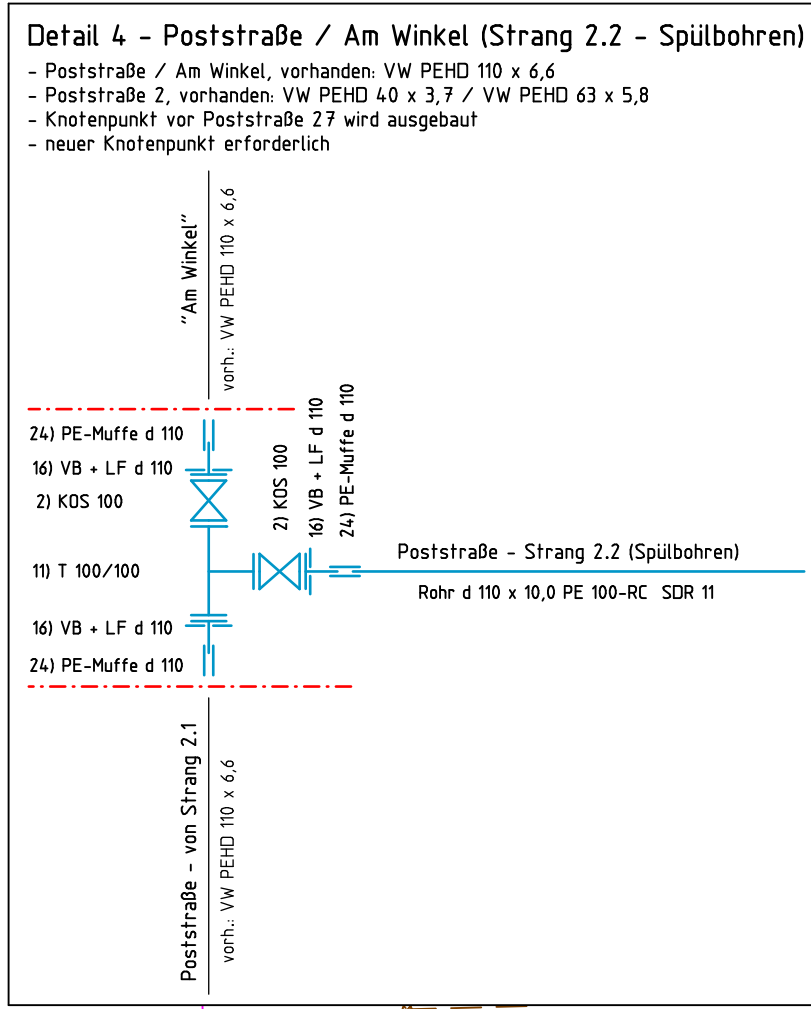 Detail 4 - Poststraße / Am Winkel (Strang 2.2 - Spülbohren)
- Poststraße / Am Winkel, vorhanden: VW PEHD 110 x 6,6
- Poststraße 2, vorhanden: VW PEHD 40 x 3,7 / VW PEHD 63 x 5,8
- Knotenpunkt vor Poststraße 27 wird ausgebaut
- neuer Knotenpunkt erforderlich
"Am Winkel"
vorh.: VW PEHD 110 x 6,6
24) PE-Muffe d 110
16) VB + LF d 110
2) KOS 100
11) T 100/100
16) VB + LF d 110
24) PE-Muffe d 110
2) KOS 100
16) VB + LF d 110
24) PE-Muffe d 110
Poststraße - Strang 2.2 (Spülbohren)
Rohr d 110 x 10,0 PE 100-RC SDR 11
Poststraße - von Strang 2.1
vorh.: VW PEHD 110 x 6,6